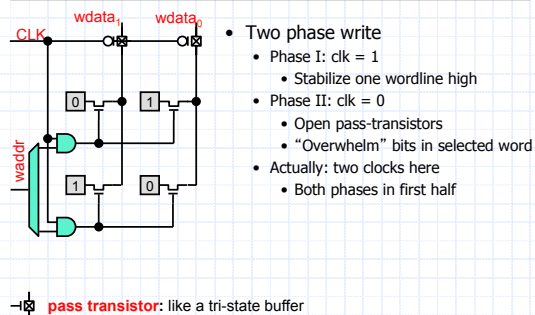 wdata1 wdata0
CLK
0 1
waddr
1 0
• Two phase write
• Phase I: clk = 1
• Stabilize one wordline high
• Phase II: clk = 0
• Open pass-transistors
• “Overwhelm” bits in selected word
• Actually: two clocks here
• Both phases in first half
pass transistor: like a tri-state buffer